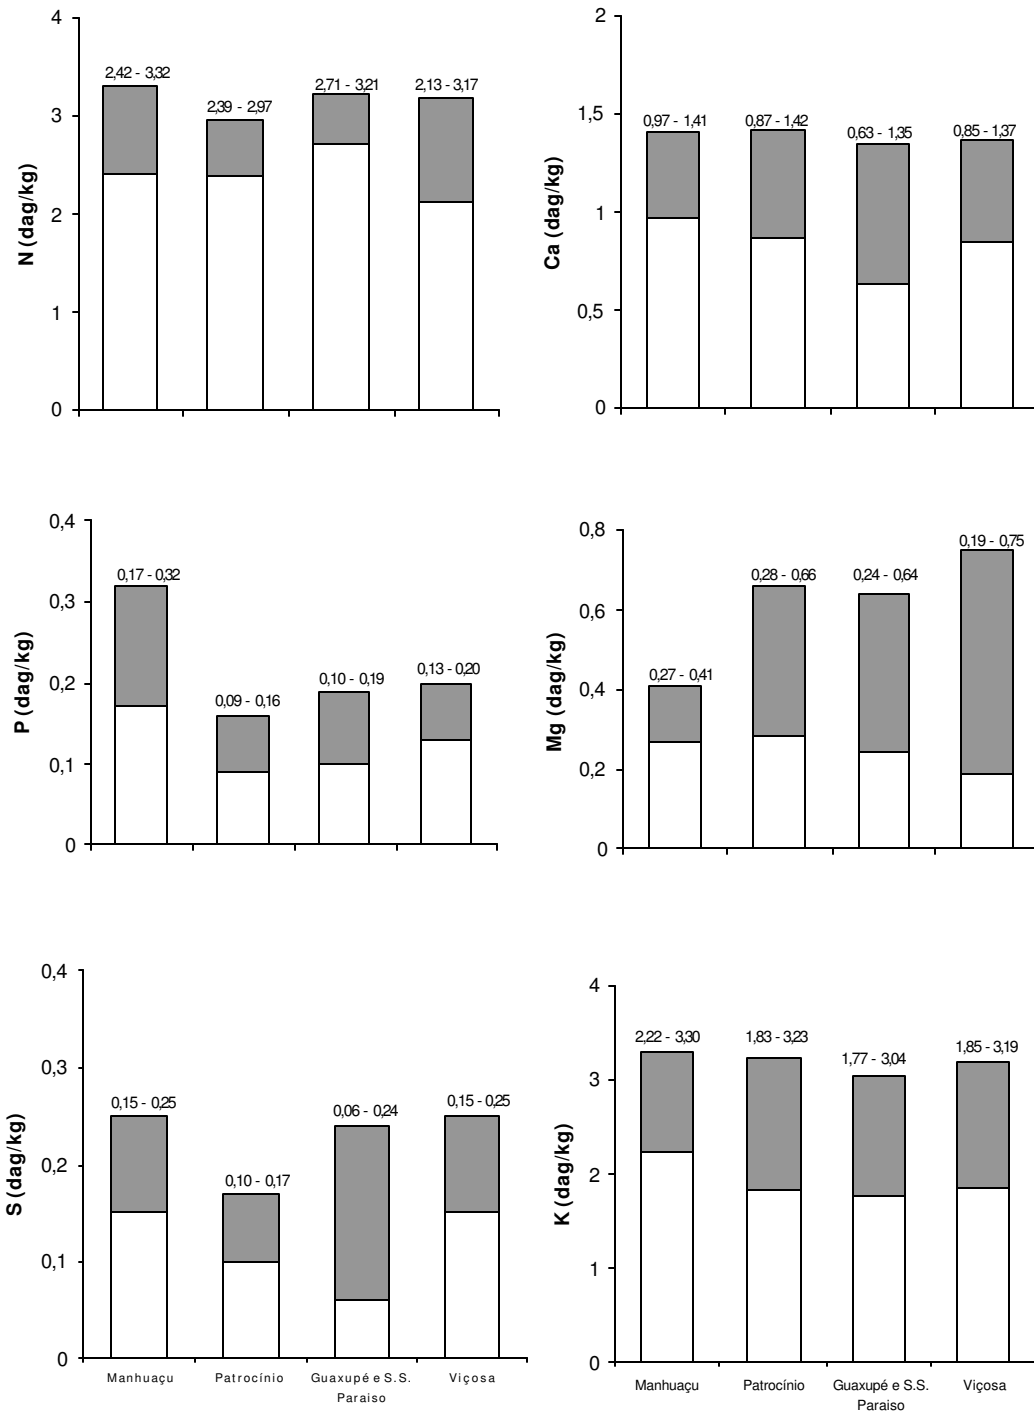 4
3
2
1
0
N (dag/kg)
2,42 - 3,32
2,39 - 2,97
2,71 - 3,21
2,13 - 3,17
2
1,5
1
0,5
0
Ca (dag/kg)
0,97 - 1,41
0,87 - 1,42
0,63 - 1,35
0,85 - 1,37
0,4
0,3
0,2
0,1
0
P (dag/kg)
0,17 - 0,32
0,09 - 0,16
0,10 - 0,19
0,13 - 0,20
0,8
0,6
0,4
0,2
0
Mg (dag/kg)
0,27 - 0,41
0,28 - 0,66
0,24 - 0,64
0,19 - 0,75
0,4
0,3
0,2
0,1
0
S (dag/kg)
0,15 - 0,25
0,10 - 0,17
0,06 - 0,24
0,15 - 0,25
Manhuaçu
Patrocínio
Guaxupé e S.S.
Paraiso
Viçosa
4
3
2
1
0
K (dag/kg)
2,22 - 3,30
1,83 - 3,23
1,77 - 3,04
1,85 - 3,19
Manhuaçu
Patrocínio
Guaxupé e S.S.
Paraiso
Viçosa